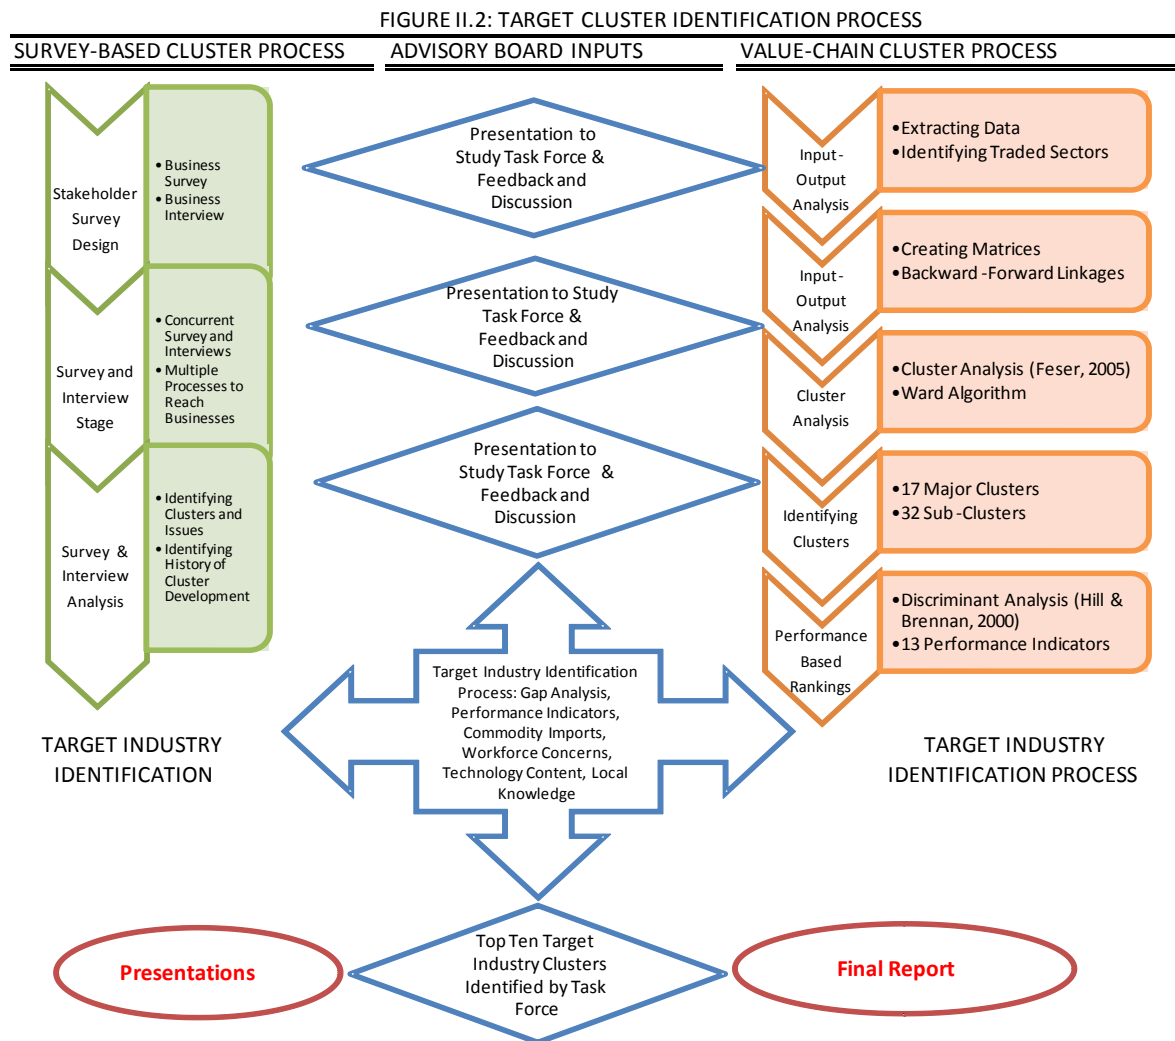 FIGURE II.2: TARGET CLUSTER IDENTIFICATION PROCESS
SURVEY-BASED CLUSTER PROCESS
ADVISORY BOARD INPUTS
VALUE-CHAIN CLUSTER PROCESS
Stakeholder
Survey
Design
• Business
Survey
• Business
Interview
Survey and
Interview
Stage
• Concurrent
Survey and
Interviews
• Multiple
Processes to
Reach
Businesses
Survey &
Interview
Analysis
• Identifying
Clusters and
Issues
• Identifying
History of
Cluster
Development
TARGET INDUSTRY
IDENTIFICATION
Presentation to
Study Task Force &
Feedback and
Discussion
Presentation to Study
Task Force &
Feedback and
Discussion
Presentation to
Study Task Force &
Feedback and
Discussion
Target Industry Identification
Process: Gap Analysis,
Performance Indicators,
Commodity Imports,
Workforce Concerns,
Technology Content, Local
Knowledge
Input-
Output
Analysis
•Extracting Data
•Identifying Traded Sectors
Input-
Output
Analysis
•Creating Matrices
•Backward -Forward Linkages
Cluster
Analysis
•Cluster Analysis (Feser, 2005)
•Ward Algorithm
Identifying
Clusters
•17 Major Clusters
•32 Sub -Clusters
Performance
Based
Rankings
•Discriminant Analysis (Hill &
Brennan, 2000)
•13 Performance Indicators
TARGET INDUSTRY
IDENTIFICATION PROCESS
Presentations
Top Ten Target
Industry Clusters
Identified by Task
Force
Final Report